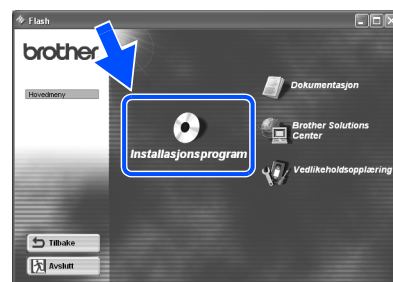 Flash
brother
Hovedmeny
Dokumentasjon
Installasjonsprogram
Brother Solutions
Center
Vedlikeholdsopplæring
Tilbake
Avslutt